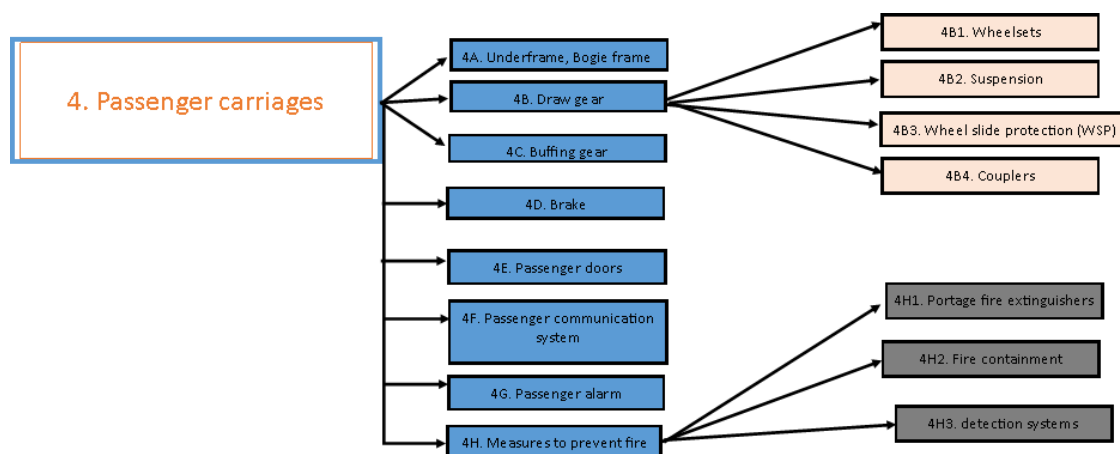 4. Passenger carriages
4A. Underframe, Bogie frame
4B. Draw gear
4C. Buffing gear
4D. Brake
4E. Passenger doors
4F. Passenger communication
system
4G. Passenger alarm
4H. Measures to prevent fire
4B1. Wheelsets
4B2. Suspension
4B3. Wheel slide protection (WSP)
4B4. Couplers
4H1. Portage fire extinguishers
4H2. Fire containment
4H3. detection systems